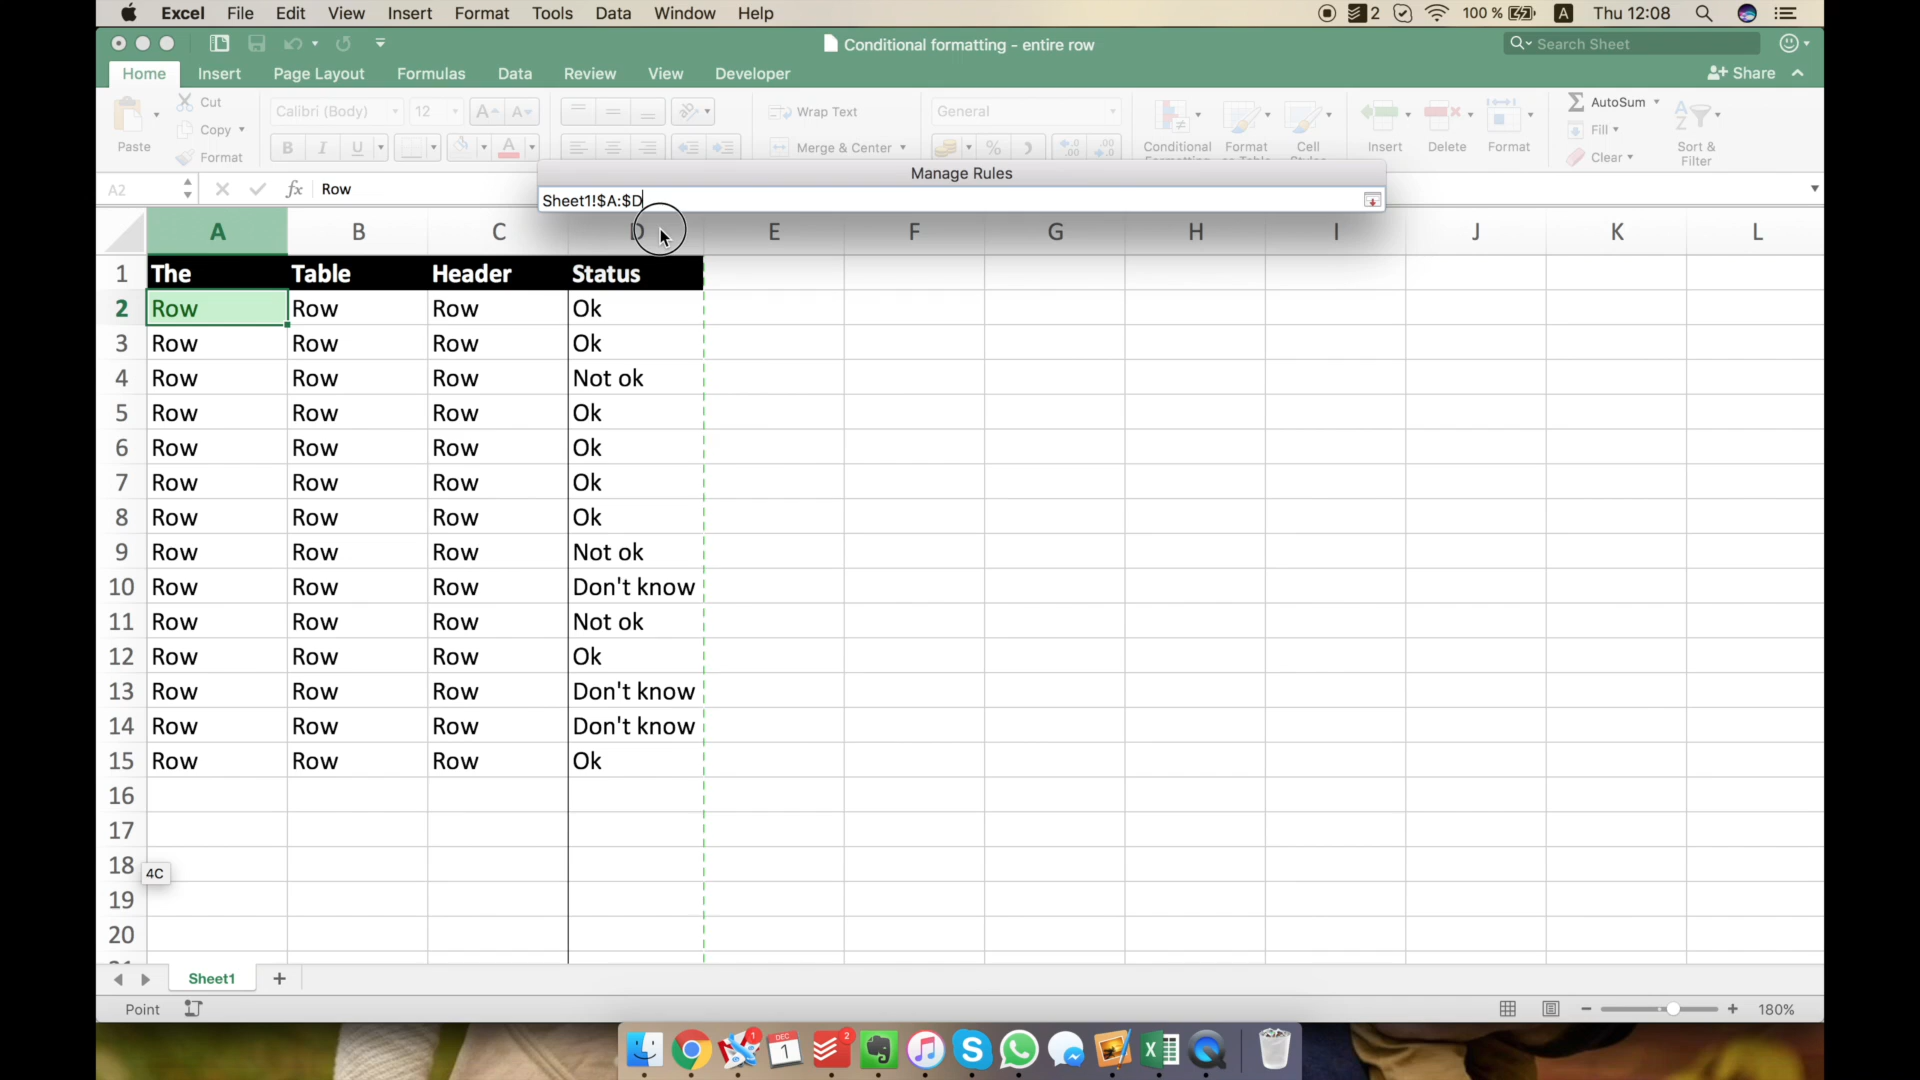 Excel File Edit View Insert Format Tools Data Window Help 2 100 % A Thu 12:08
Conditional formatting - entire row Search Sheet
Home Insert Page Layout Formulas Data Review View Developer Share
Paste Cut Copy Format
Calibri (Body) 12 A A
B I U A
Wrap Text
Merge & Center
General
%
Conditional Format Cell
Insert Delete Format
AutoSum
Fill
Clear
Sort &
Filter
Manage Rules
A2 fx Row Sheet1!$A:$D
A B C D E F G H I J K L
1 The Table Header Status
2 Row Row Row Ok
3 Row Row Row Ok
4 Row Row Row Not ok
5 Row Row Row Ok
6 Row Row Row Ok
7 Row Row Row Ok
8 Row Row Row Ok
9 Row Row Row Not ok
10 Row Row Row Don't know
11 Row Row Row Not ok
12 Row Row Row Ok
13 Row Row Row Don't know
14 Row Row Row Don't know
15 Row Row Row Ok
16
17
18 4C
19
20
Sheet1 +
Point 180%
1 DEC 1 2